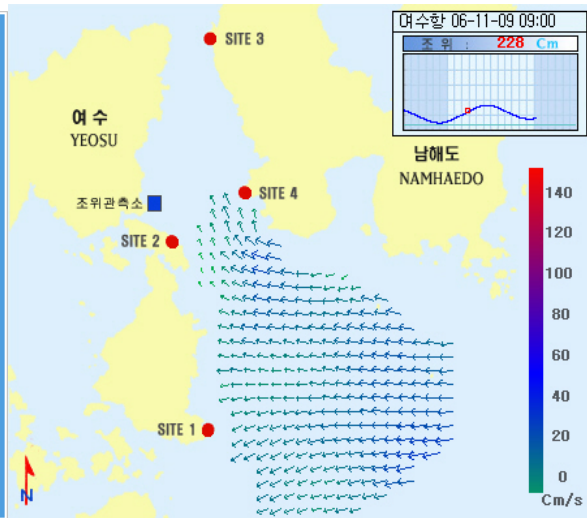 여수항 06-11-09 09:00
조 위 : 228 Cm
SITE 3
여 수
YEOSU
남해도
NAMHAEDO
SITE 4
조위관측소
SITE 2
SITE 1
140
120
100
80
60
40
20
0
Cm/s
N